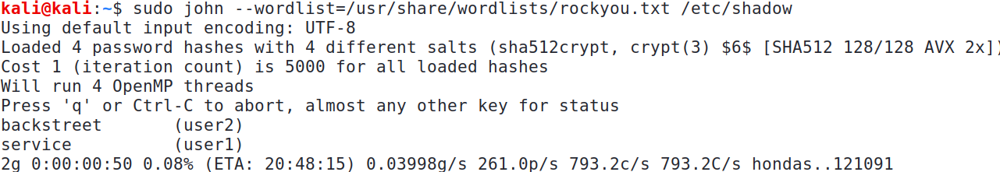 kali@kali:~$ sudo john --wordlist=/usr/share/wordlists/rockyou.txt /etc/shadow
Using default input encoding: UTF-8
Loaded 4 password hashes with 4 different salts (sha512crypt, crypt(3) $6$ [SHA512 128/128 AVX 2x])
Cost 1 (iteration count) is 5000 for all loaded hashes
Will run 4 OpenMP threads
Press 'q' or Ctrl-C to abort, almost any other key for status
backstreet       (user2)
service          (user1)
2g 0:00:00:50 0.08% (ETA: 20:48:15) 0.03998g/s 261.0p/s 793.2c/s 793.2C/s hondas..121091